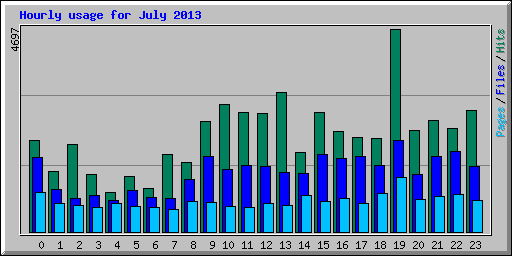 Hourly usage for July 2013
4697
Pages/Files/Hits
0 1 2 3 4 5 6 7 8 9 10 11 12 13 14 15 16 17 18 19 20 21 22 23